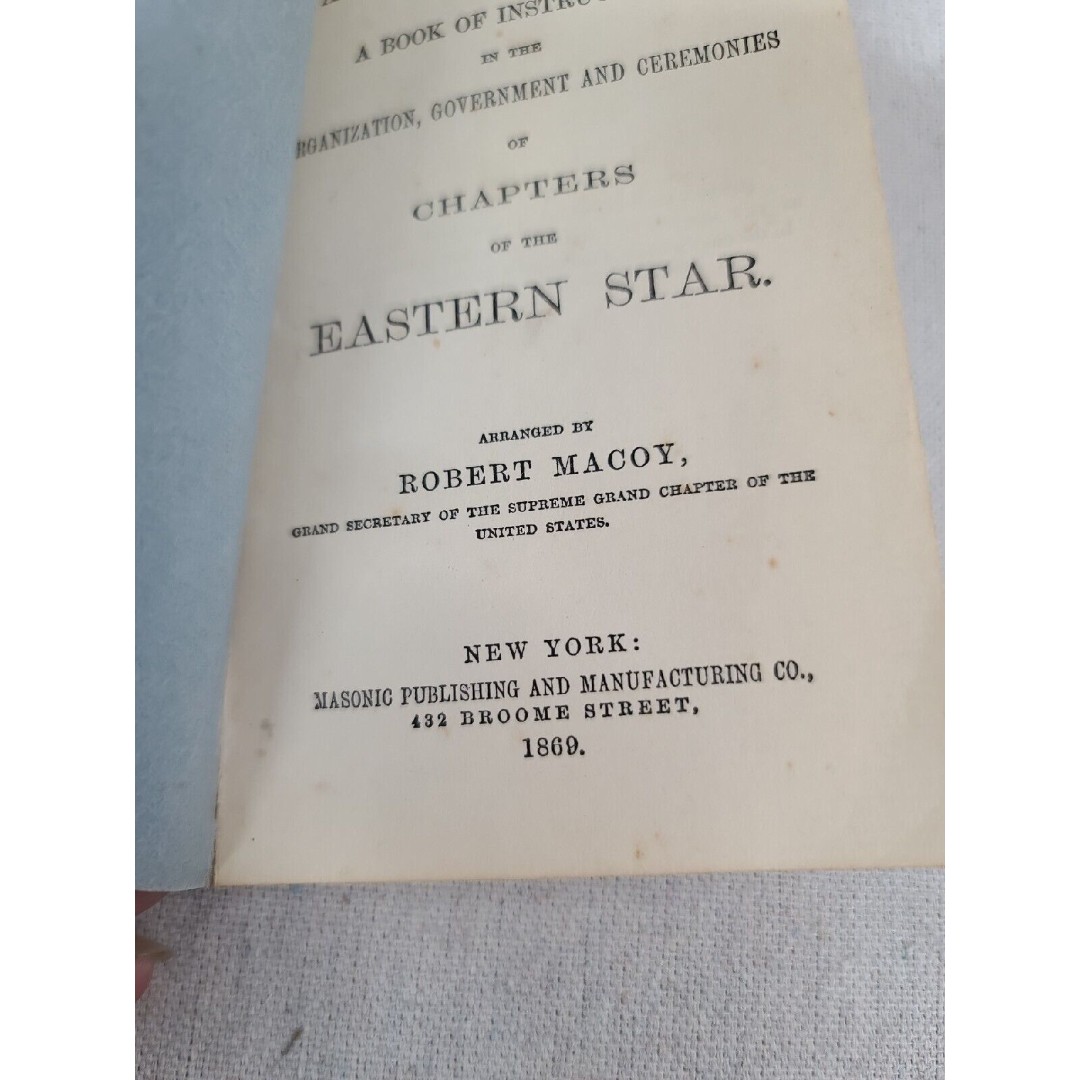 A BOOK OF
IN THE
RGANIZATION, GOVERNMENT AND CEREMONIES
OF
CHAPTERS
OF THE
EASTERN STAR.
ARRANGED BY
ROBERT MACOY,
GRAND SECRETARY OF THE SUPREME GRAND CHAPTER OF THE
UNITED STATES.
NEW YORK:
MASONIC PUBLISHING AND MANUFACTURING CO.,
432 BROOME STREET,
1869.